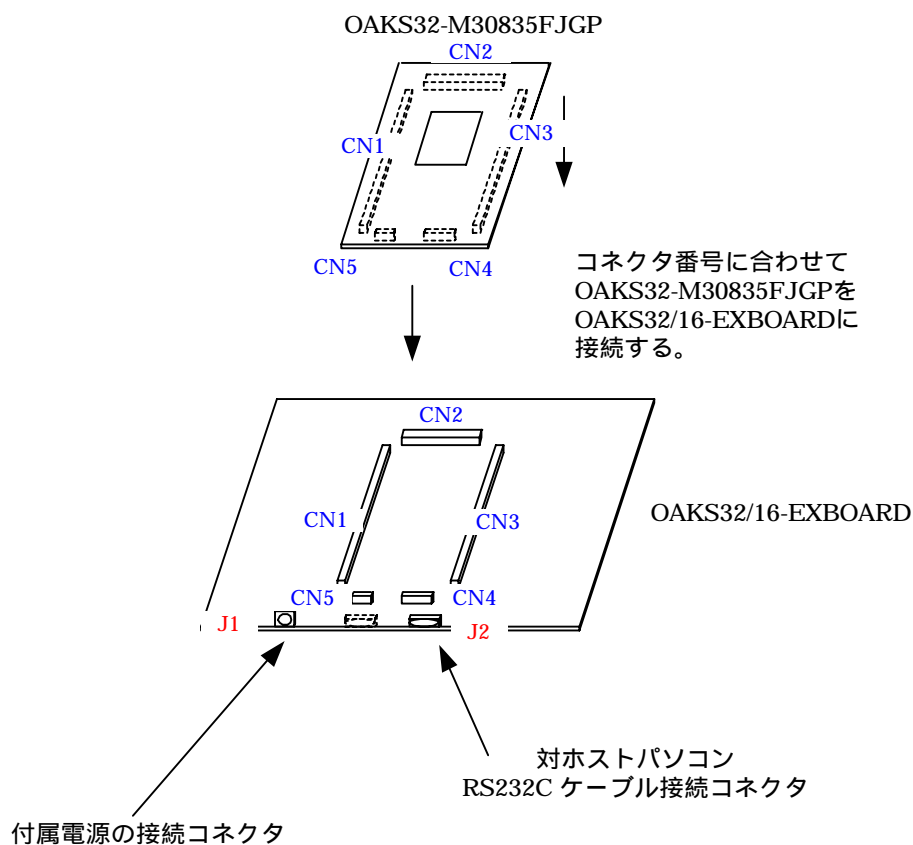 OAKS32-M30835FJGP
CN2
CN1
CN3
CN5
CN4
コネクタ番号に合わせて
OAKS32-M30835FJGPを
OAKS32/16-EXBOARDに
接続する。
CN2
CN1
CN3
OAKS32/16-EXBOARD
CN5
CN4
J1
J2
対ホストパソコン
RS232C ケーブル接続コネクタ
付属電源の接続コネクタ